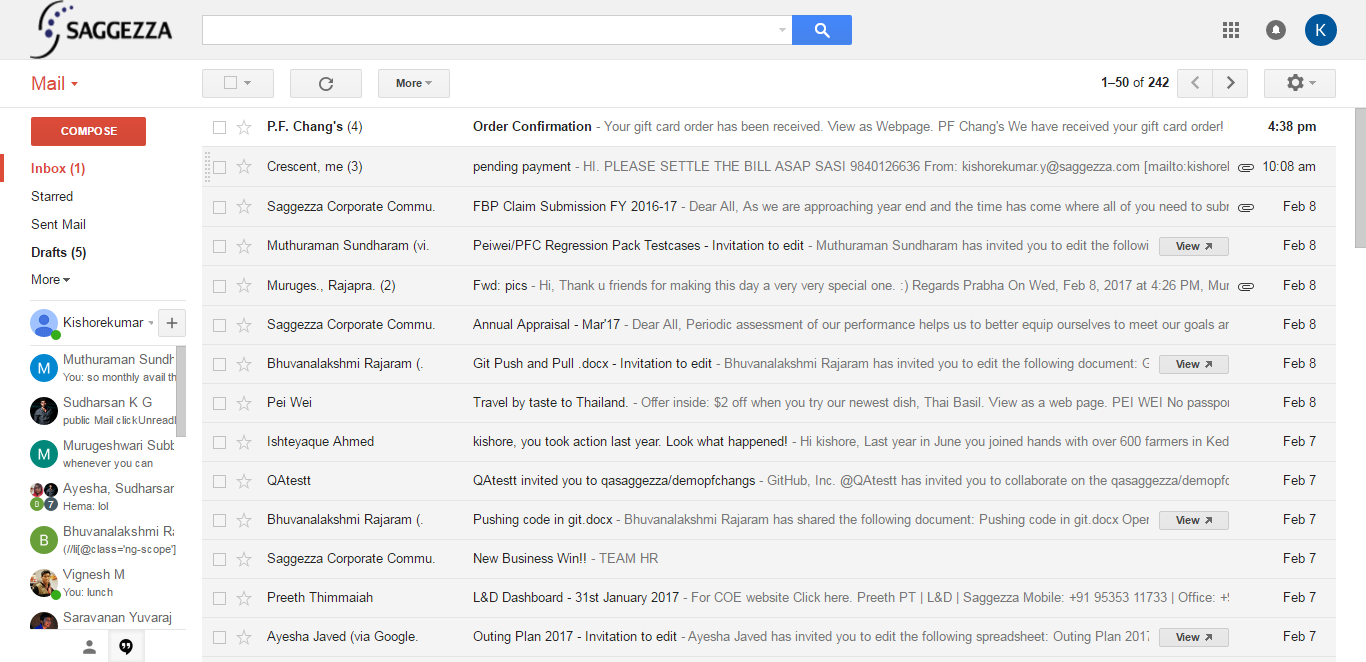 SAGGEZZA
K
Mail
More
1–50 of 242
COMPOSE
Inbox (1)
Starred
Sent Mail
Drafts (5)
More
Kishorekumar
M
Muthuraman Sundh
You: so monthly avail th
Sudharsan K G
public Mail clickUnread
M
Murugeshwari Subb
whenever you can
D
7
Ayesha, Sudharsar
Hema: lol
B
Bhuvanalakshmi Ra
(//li[@class='ng-scope']
Vignesh M
You: lunch
Saravanan Yuvaraj
P.F. Chang's (4) Order Confirmation - Your gift card order has been received. View as Webpage. PF Chang's We have received your gift card order! 4:38 pm
Crescent, me (3) pending payment - HI. PLEASE SETTLE THE BILL ASAP SASI 9840126636 From: kishorekumar.y@saggezza.com [mailto:kishorel 10:08 am
Saggezza Corporate Commu. FBP Claim Submission FY 2016-17 - Dear All, As we are approaching year end and the time has come where all of you need to subr Feb 8
Muthuraman Sundharam (vi. Peiwei/PFC Regression Pack Testcases - Invitation to edit - Muthuraman Sundharam has invited you to edit the followi View Feb 8
Muruges., Rajapra. (2) Fwd: pics - Hi, Thank u friends for making this day a very very special one. :) Regards Prabha On Wed, Feb 8, 2017 at 4:26 PM, Mur Feb 8
Saggezza Corporate Commu. Annual Appraisal - Mar'17 - Dear All, Periodic assessment of our performance helps us to better equip ourselves to meet our goals ar Feb 8
Bhuvanalakshmi Rajaram (. Git Push and Pull .docx - Invitation to edit - Bhuvanalakshmi Rajaram has invited you to edit the following document: G View Feb 8
Pei Wei Travel by taste to Thailand. - Offer inside: $2 off when you try our newest dish, Thai Basil. View as a web page. PEI WEI No passpor Feb 8
Ishteyaque Ahmed kishore, you took action last year. Look what happened! - Hi kishore, Last year in June you joined hands with over 600 farmers in Ked Feb 7
QAtestt QAtestt invited you to qasaggezza/demopfchangs - GitHub, Inc. @QAtestt has invited you to collaborate on the qasaggezza/demopfc Feb 7
Bhuvanalakshmi Rajaram (. Pushing code in git.docx - Bhuvanalakshmi Rajaram has shared the following document: Pushing code in git.docx Open View Feb 7
Saggezza Corporate Commu. New Business Win!! - TEAM HR Feb 7
Preeth Thimmaiah L&D Dashboard - 31st January 2017 - For COE website Click here. Preeth PT | L&D | Saggezza Mobile: +91 95353 11733 | Office: +9 Feb 7
Ayesha Javed (via Google. Outing Plan 2017 - Invitation to edit - Ayesha Javed has invited you to edit the following spreadsheet: Outing Plan 2017 View Feb 7